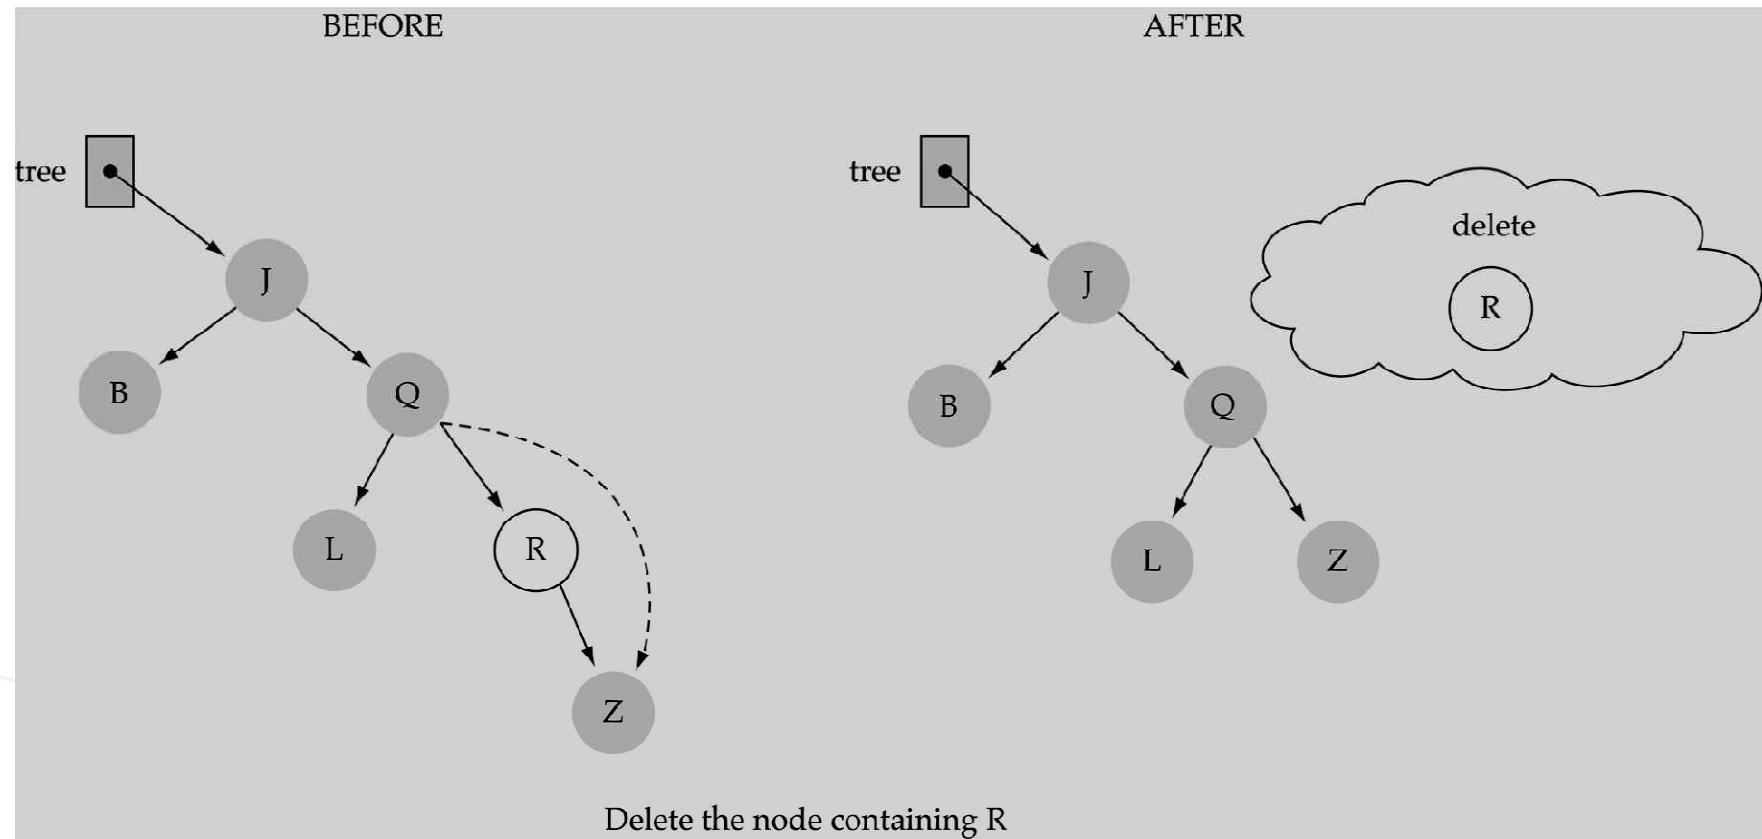 BEFORE
AFTER
tree
J
B
Q
L
R
Z
tree
J
B
Q
L
Z
delete
R
Delete the node containing R